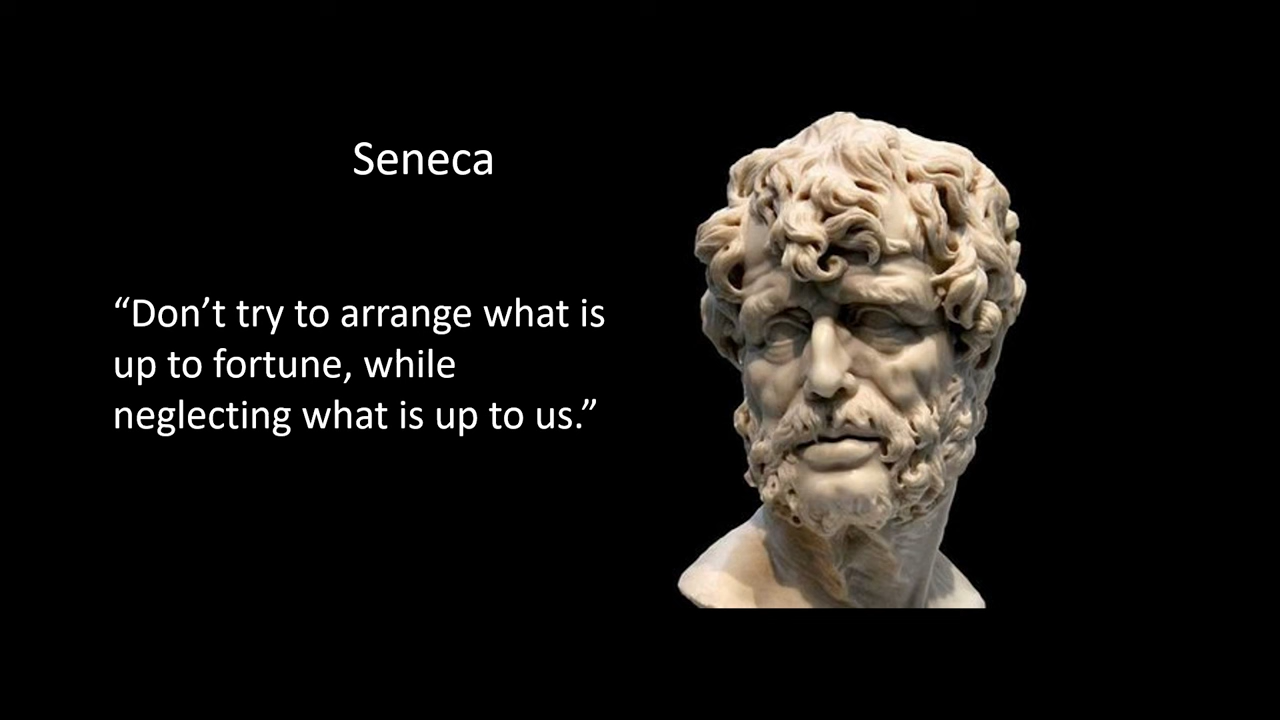 Seneca
“Don’t try to arrange what is
up to fortune, while
neglecting what is up to us.”